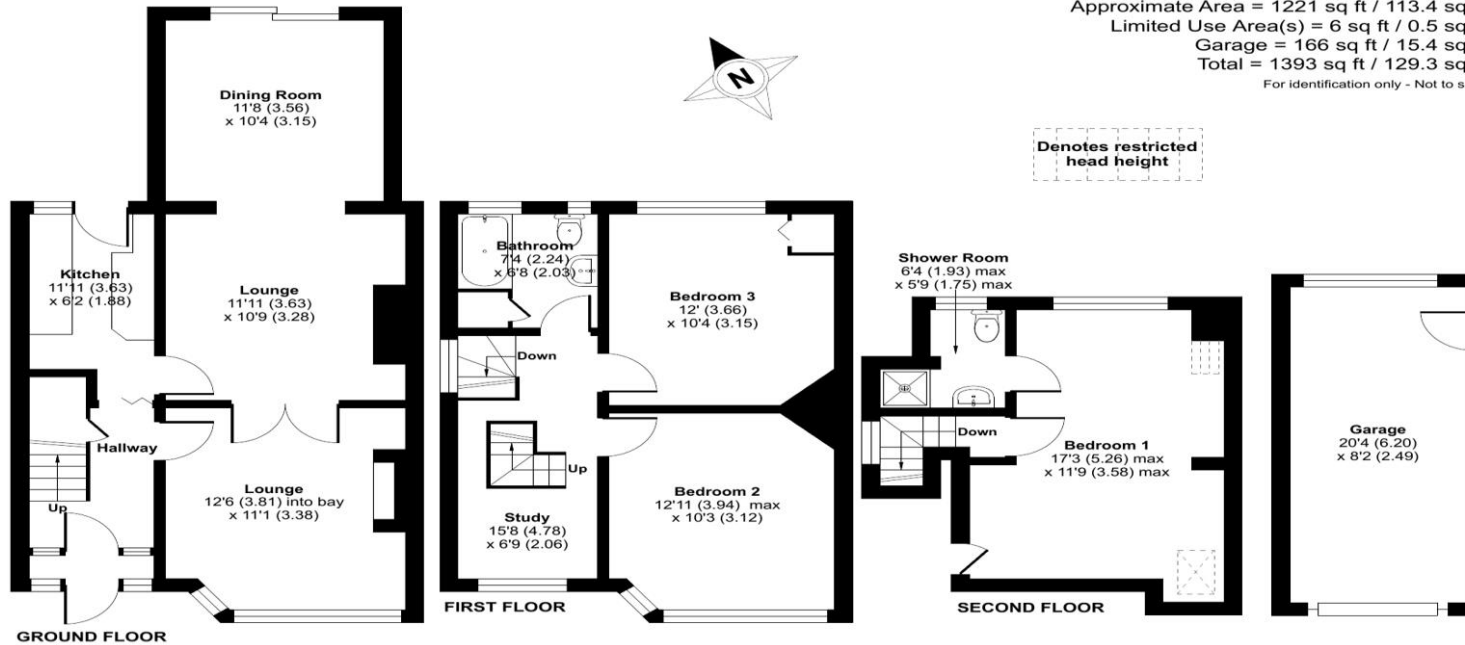 Approximate Area = 1221 sq ft / 113.4 sq
Limited Use Area(s) = 6 sq ft / 0.5 sq
Garage = 166 sq ft / 15.4 sq
Total = 1393 sq ft / 129.3 sq
For identification only - Not to s
N
Denotes restricted
head height
Dining Room
11'8 (3.56)
x 10'4 (3.15)
Kitchen
11'11 (3.63)
x 6'2 (1.88)
Lounge
11'11 (3.63)
x 10'9 (3.28)
Hallway
Up
Lounge
12'6 (3.81) into bay
x 11'1 (3.38)
GROUND FLOOR
Bathroom
7'4 (2.24)
x 6'8 (2.03)
Bedroom 3
12' (3.66)
x 10'4 (3.15)
Down
Up
Study
15'8 (4.78)
x 6'9 (2.06)
Bedroom 2
12'11 (3.94) max
x 10'3 (3.12)
FIRST FLOOR
Shower Room
6'4 (1.93) max
x 5'9 (1.75) max
Down
Bedroom 1
17'3 (5.26) max
x 11'9 (3.58) max
SECOND FLOOR
Garage
20'4 (6.20)
x 8'2 (2.49)